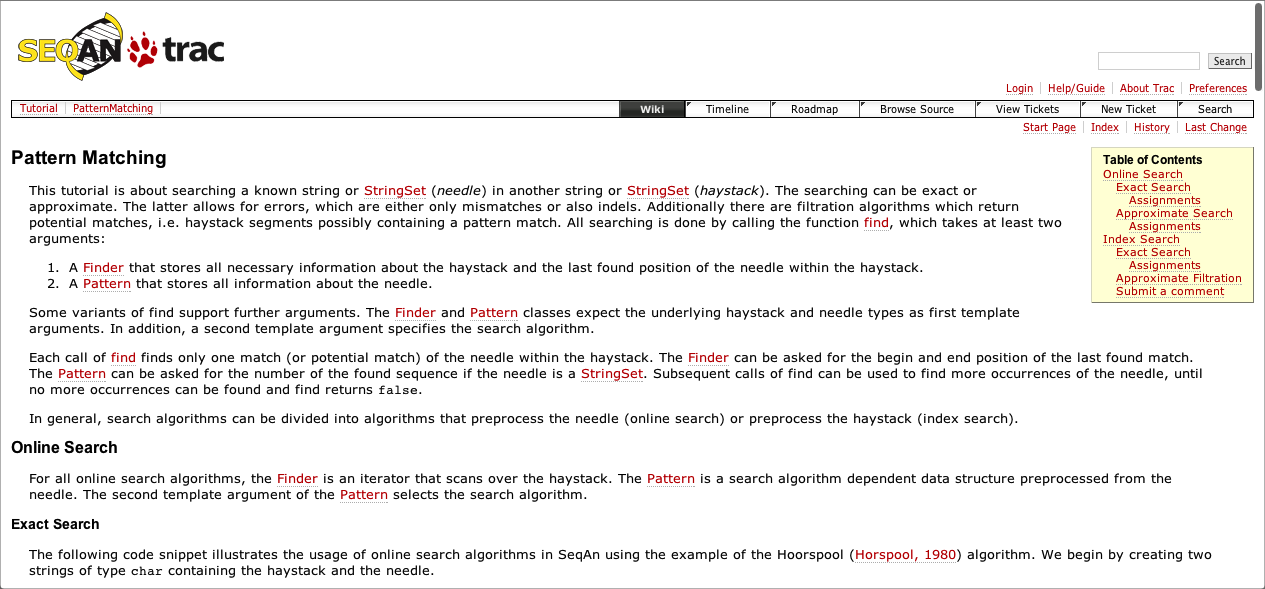 SEQAN trac
Search
Login Help/Guide About Trac Preferences
Tutorial PatternMatching Wiki Timeline Roadmap Browse Source View Tickets New Ticket Search
Start Page Index History Last Change
Pattern Matching
This tutorial is about searching a known string or StringSet (needle) in another string or StringSet (haystack). The searching can be exact or
approximate. The latter allows for errors, which are either only mismatches or also indels. Additionally there are filtration algorithms which return
potential matches, i.e. haystack segments possibly containing a pattern match. All searching is done by calling the function find, which takes at least two
arguments:
1. A Finder that stores all necessary information about the haystack and the last found position of the needle within the haystack.
2. A Pattern that stores all information about the needle.
Some variants of find support further arguments. The Finder and Pattern classes expect the underlying haystack and needle types as first template
arguments. In addition, a second template argument specifies the search algorithm.
Each call of find finds only one match (or potential match) of the needle within the haystack. The Finder can be asked for the begin and end position of the last found match.
The Pattern can be asked for the number of the found sequence if the needle is a StringSet. Subsequent calls of find can be used to find more occurrences of the needle, until
no more occurrences can be found and find returns false.
In general, search algorithms can be divided into algorithms that preprocess the needle (online search) or preprocess the haystack (index search).
Online Search
For all online search algorithms, the Finder is an iterator that scans over the haystack. The Pattern is a search algorithm dependent data structure preprocessed from the
needle. The second template argument of the Pattern selects the search algorithm.
Exact Search
The following code snippet illustrates the usage of online search algorithms in SeqAn using the example of the Hoorspool (Horspool, 1980) algorithm. We begin by creating two
strings of type char containing the haystack and the needle.
Table of Contents
Online Search
Exact Search
Assignments
Approximate Search
Assignments
Index Search
Exact Search
Assignments
Approximate Filtration
Submit a comment